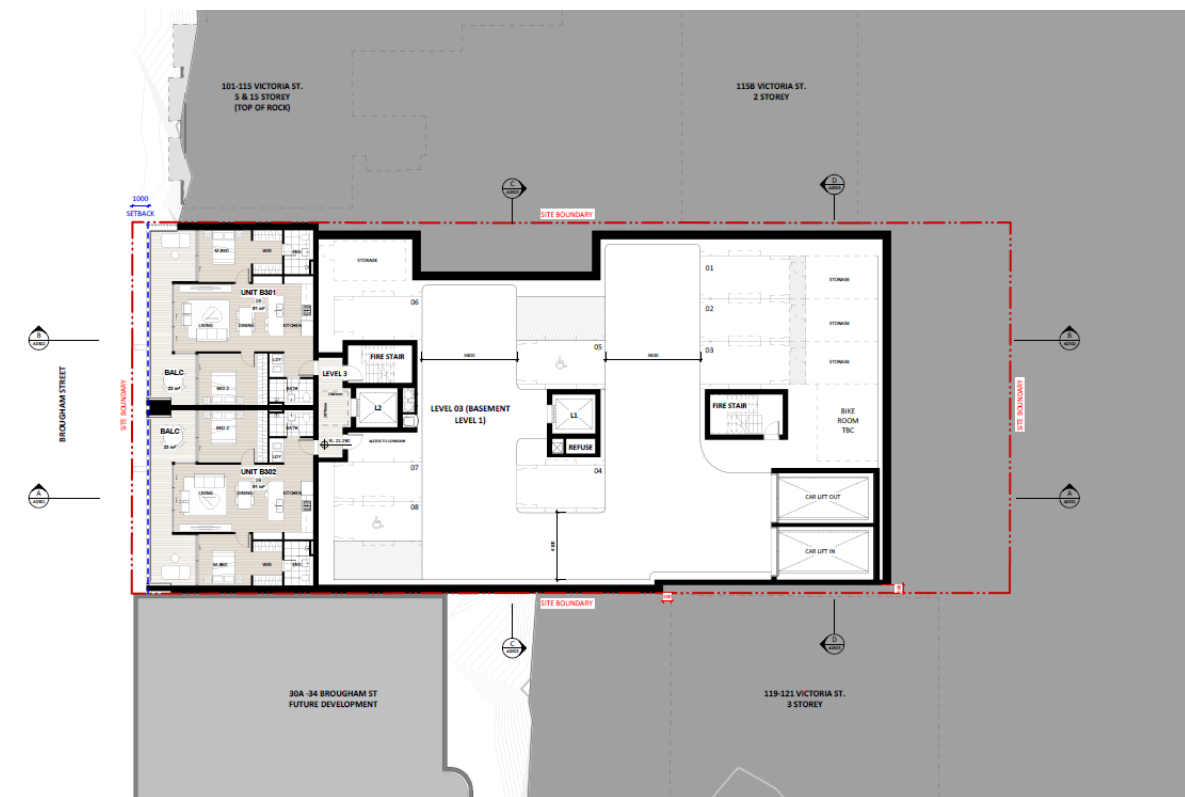 101-115 VICTORIA ST.
5 & 15 STOREY
(TOP OF ROCK)
115B VICTORIA ST.
2 STOREY
1000
SETBACK
C
D
SITE BOUNDARY
M.BED
WIR
ENS
STORAGE
01
STORAGE
UNIT B301
06
02
LIVING
DINING
KITCHEN
STORAGE
B
B
05
5800
5800
03
FIRE STAIR
LDY
STORAGE
LEVEL 3
BALC
BED 2
BATH
BROUGHAM STREET
SITE BOUNDARY
SITE BOUNDARY
L2
LEVEL 03 (BASEMENT
LEVEL 1)
L1
FIRE STAIR
BIKE
ROOM
TBC
BALC
BED 2
BATH
REFUSE
LDY
07
04
UNIT B302
A
A
LIVING
DINING
KITCHEN
CAR LIFT OUT
08
CAR LIFT IN
M.BED
WIR
ENS
SITE BOUNDARY
C
D
30A -34 BROUGHAM ST
FUTURE DEVELOPMENT
119-121 VICTORIA ST.
3 STOREY